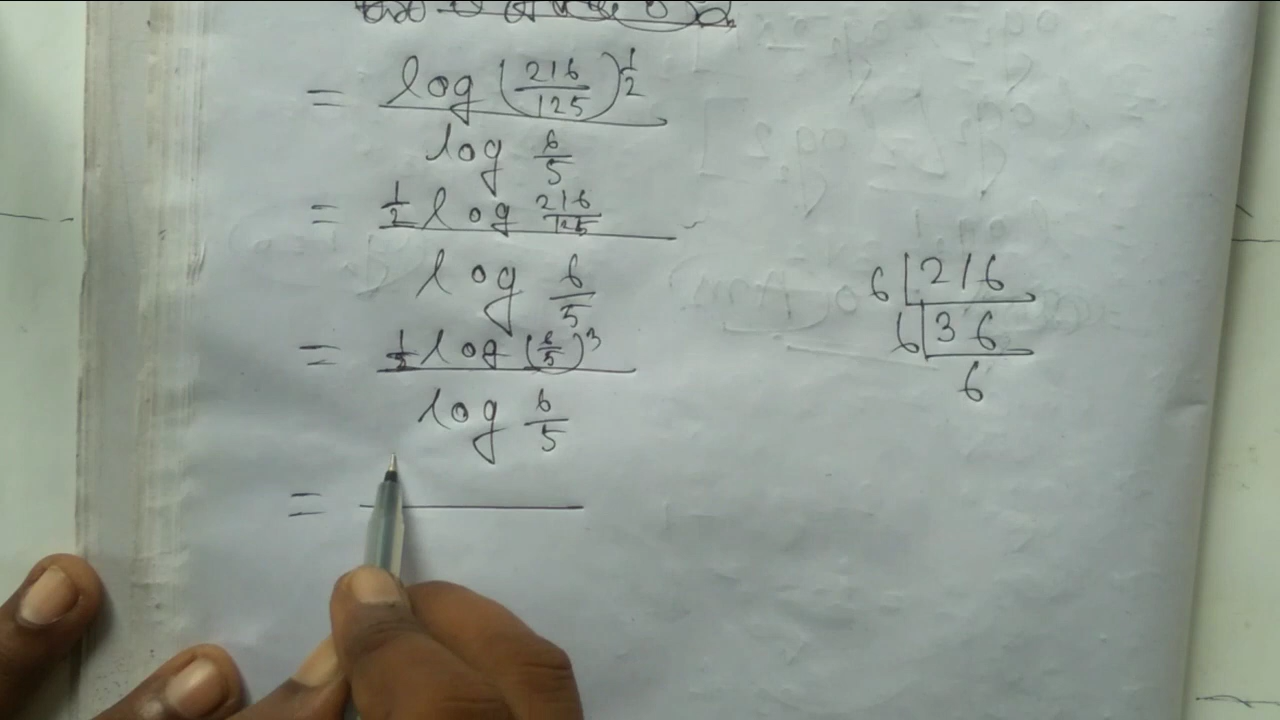 = log (216/125)^1/2
log 6/5
= 1/2 log 216/125
log 6/5
= 1/2 log (6/5)^3
log 6/5
=
6 | 216
6 | 36
6